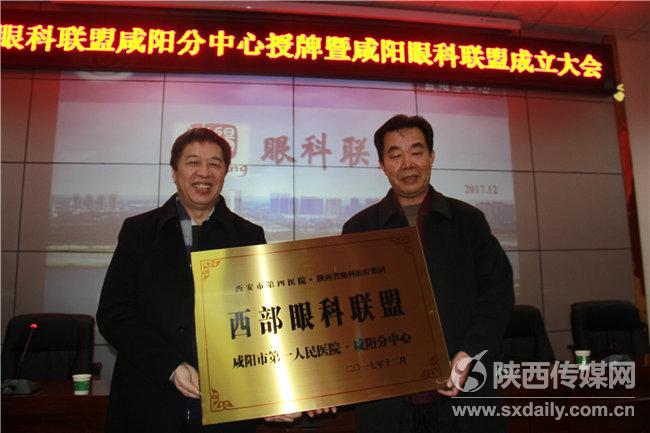 眼科联盟咸阳分中心授牌暨咸阳眼科联盟成立大会
眼科联
2017.12
西安市第四医院·陕西省眼科医疗集团
西部眼科联盟
咸阳市第一人民医院·咸阳分中心
二〇一七年十二月
陕西传媒网
www.sxdaily.com.cn